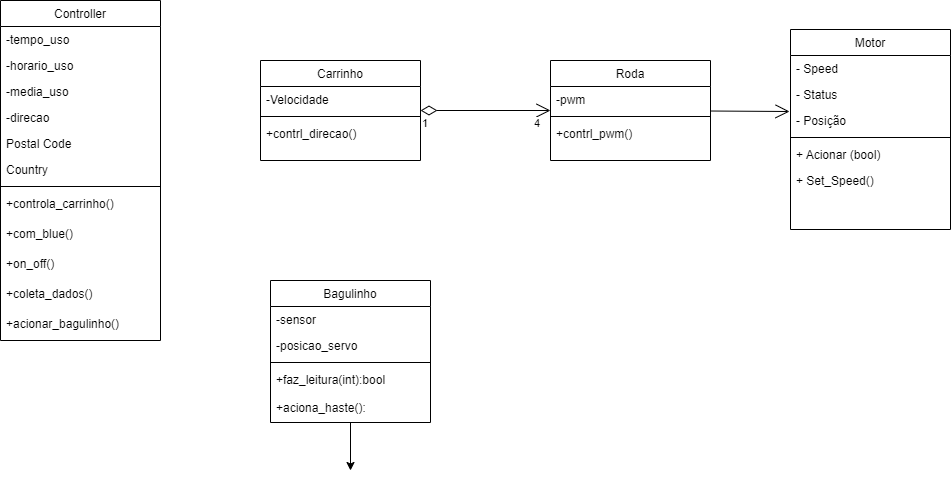 Controller
-tempo_uso
-horario_uso
-media_uso
-direcao
Postal Code
Country
+controla_carrinho()
+com_blue()
+on_off()
+coleta_dados()
+acionar_bagulinho()
Carrinho
-Velocidade
+contrl_direcao()
1
4
Roda
-pwm
+contrl_pwm()
Motor
- Speed
- Status
- Posição
+ Acionar (bool)
+ Set_Speed()
Bagulinho
-sensor
-posicao_servo
+faz_leitura(int):bool
+aciona_haste():